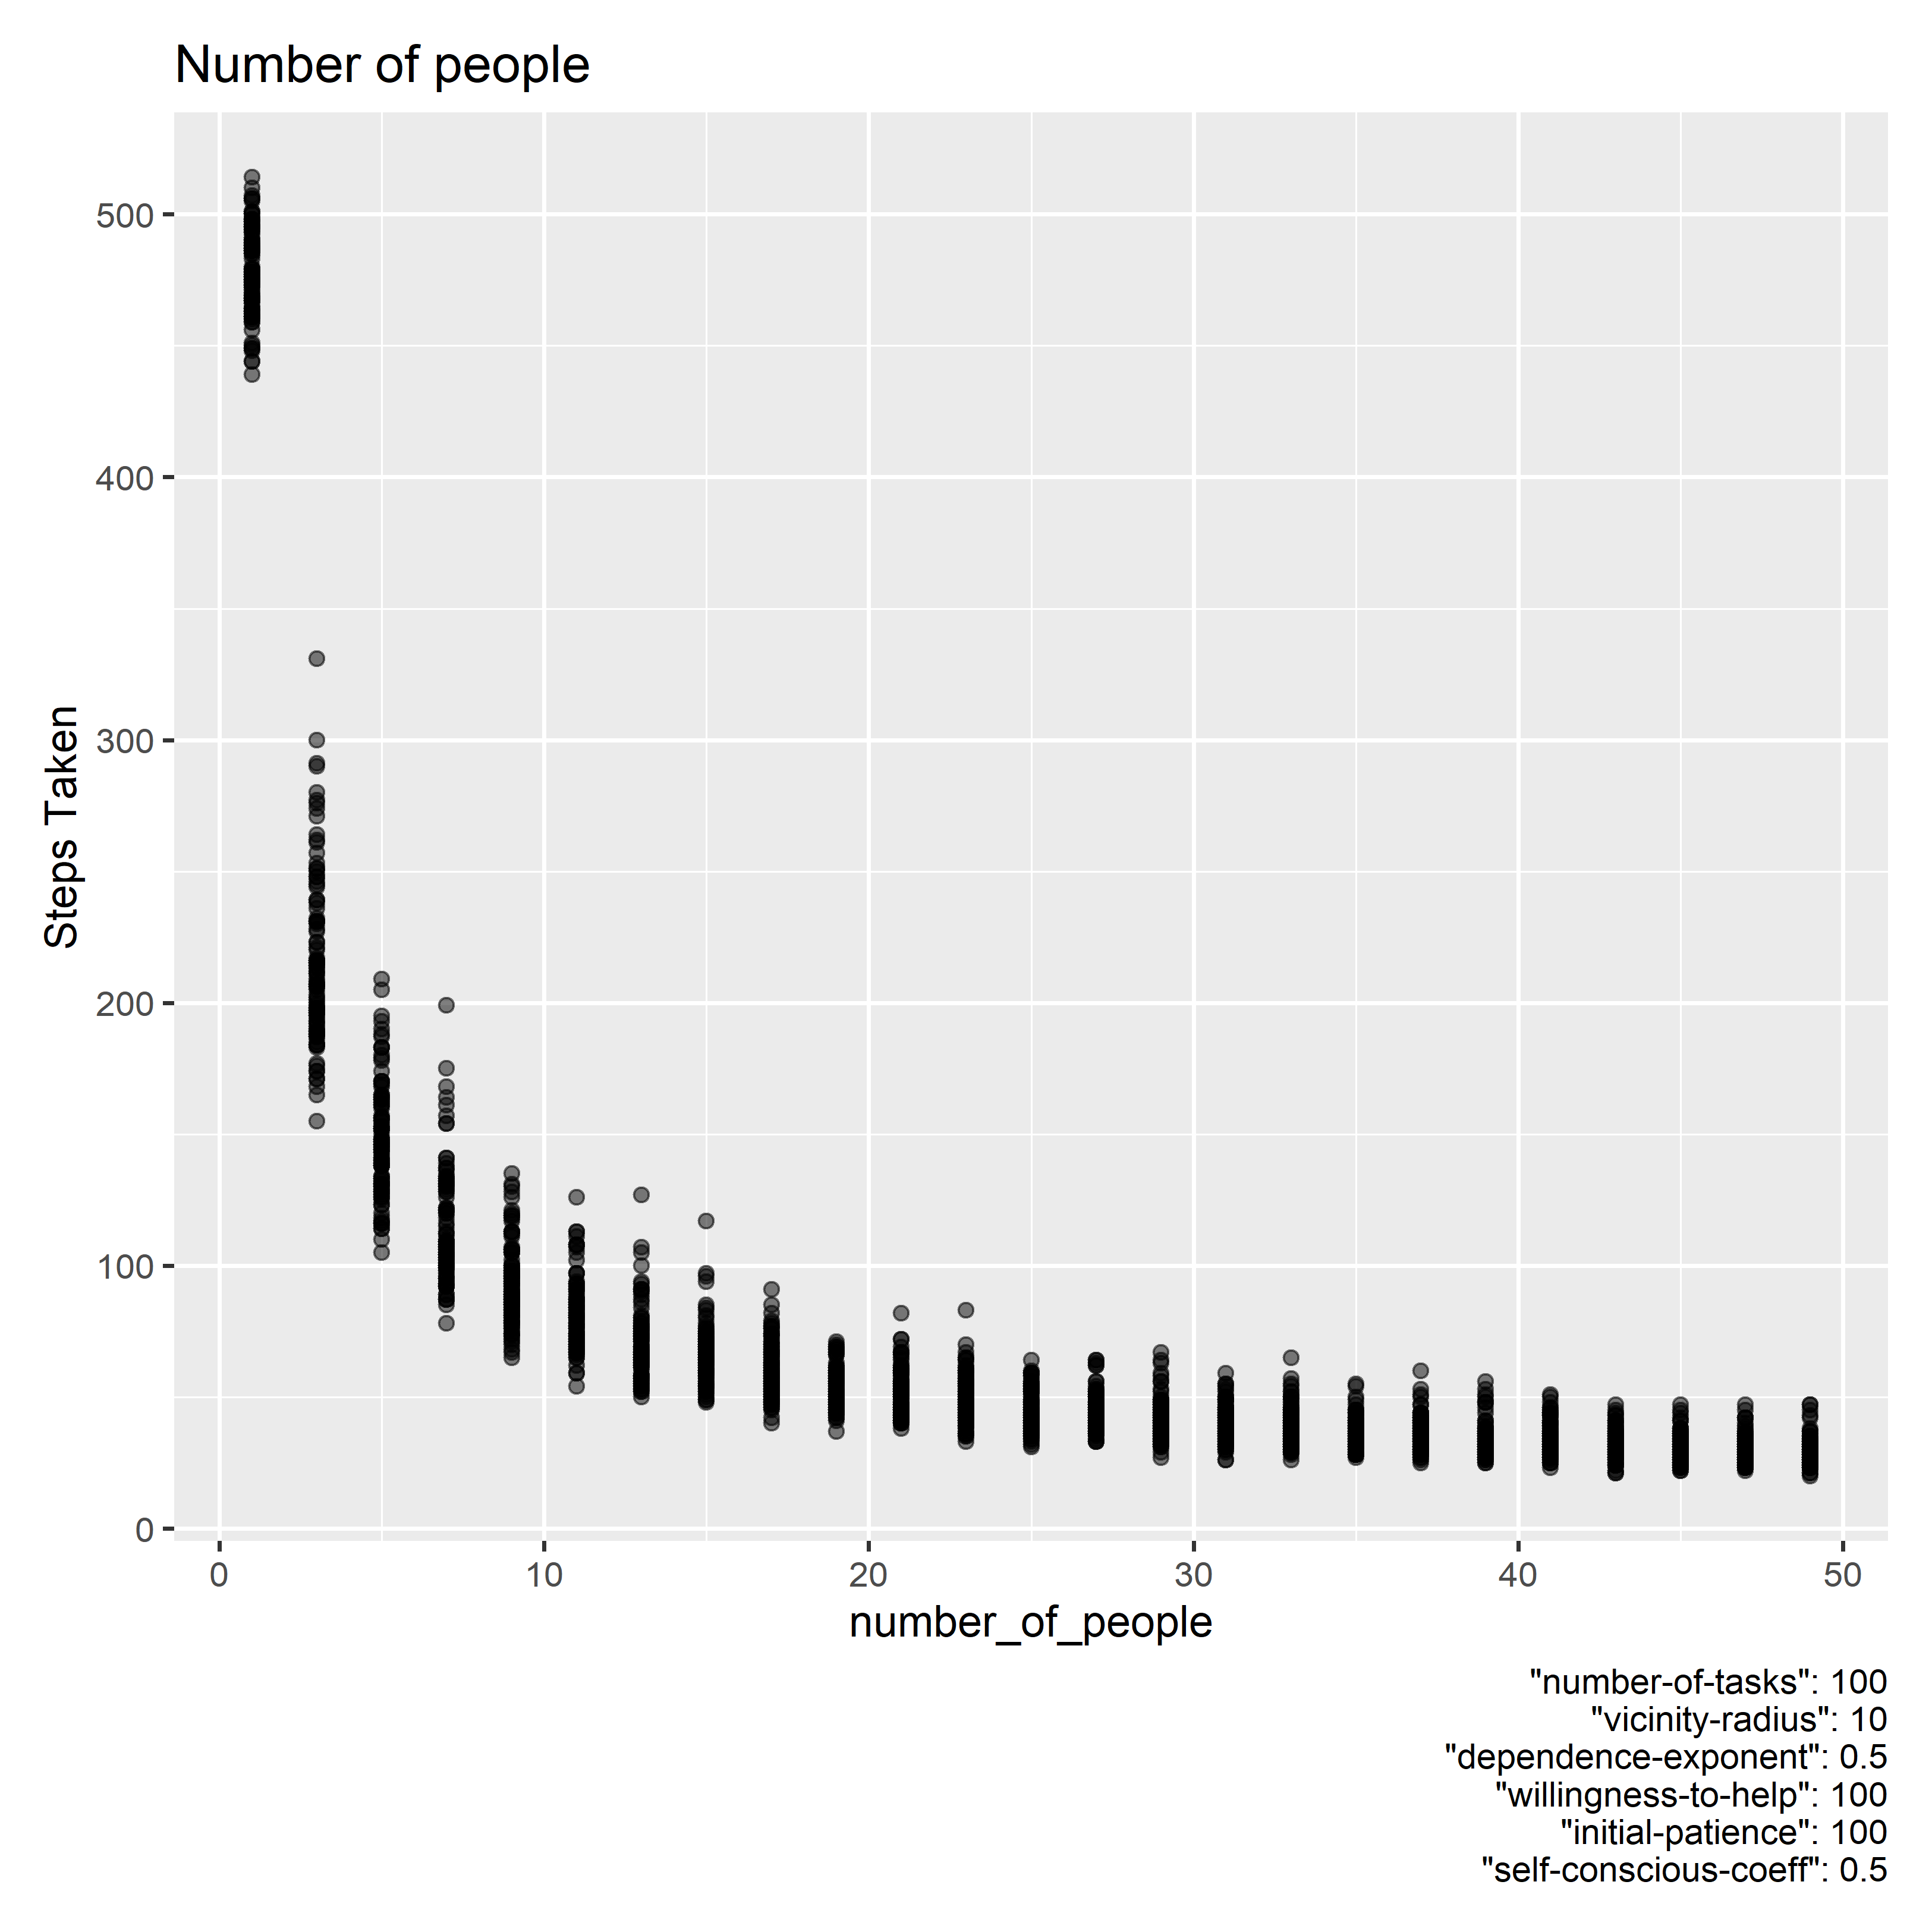 Number of people
500
400
300
200
100
0
Steps Taken
0 10 20 30 40 50
number_of_people
"number-of-tasks": 100
"vicinity-radius": 10
"dependence-exponent": 0.5
"willingness-to-help": 100
"initial-patience": 100
"self-conscious-coeff": 0.5